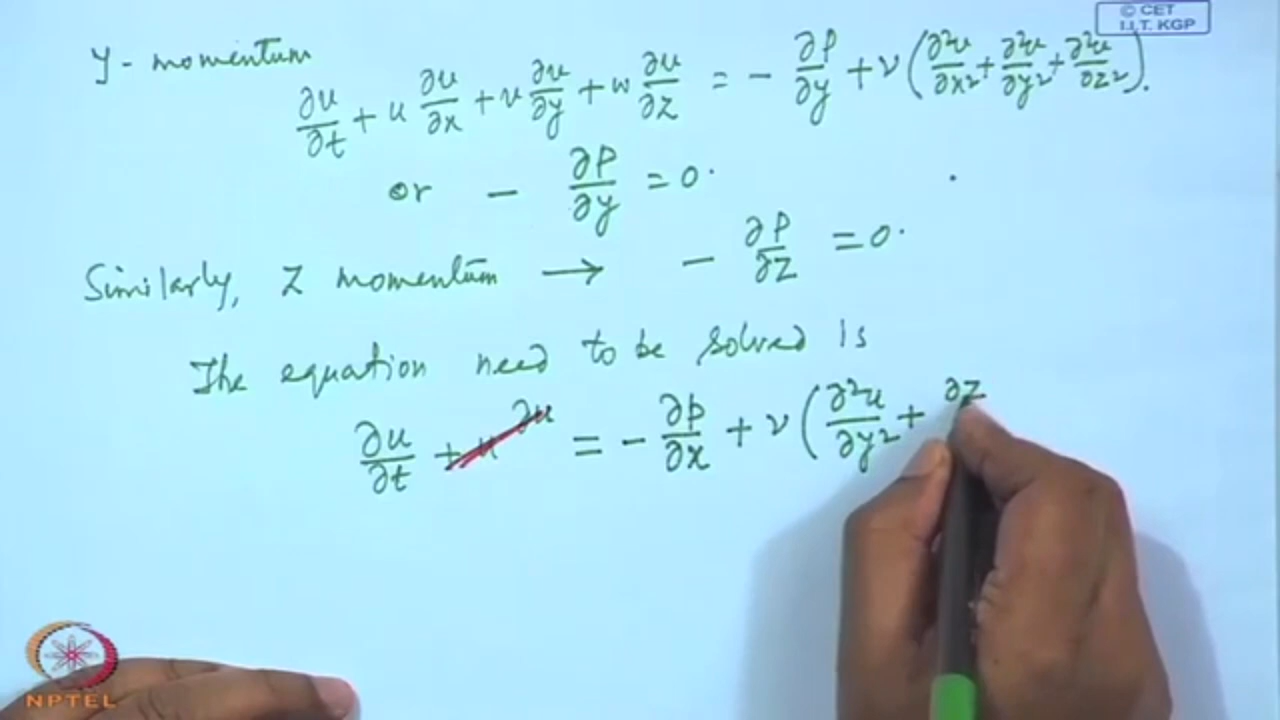 © CET
I.I.T. KGP
Y - momentum
∂v/∂t + u ∂v/∂x + v ∂v/∂y + w ∂v/∂z = - ∂p/∂y + ν (∂²v/∂x² + ∂²v/∂y² + ∂²v/∂z²).
or - ∂p/∂y = 0.
Similarly, Z momentum → - ∂p/∂z = 0.
The equation need to be solved is
∂u/∂t + u ∂u = - ∂p/∂x + ν (∂²u/∂y² + ∂z
NPTEL